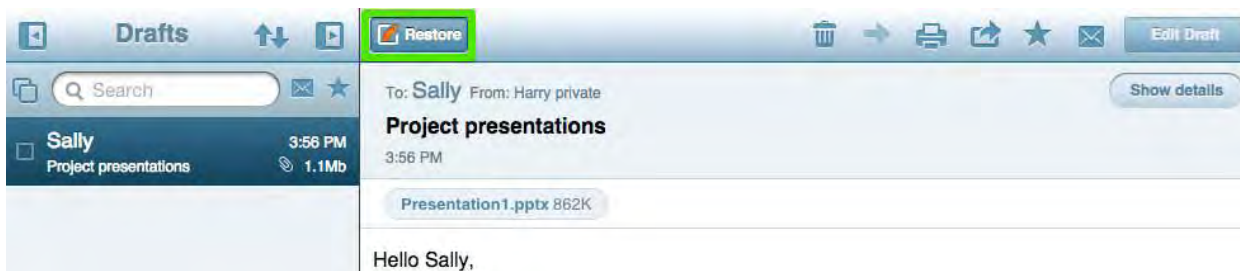 Drafts
Restore
Edit Draft
Search
To: Sally From: Harry private
Show details
Project presentations
3:56 PM
Sally 3:56 PM
Project presentations 1.1Mb
Presentation1.pptx 862K
Hello Sally,